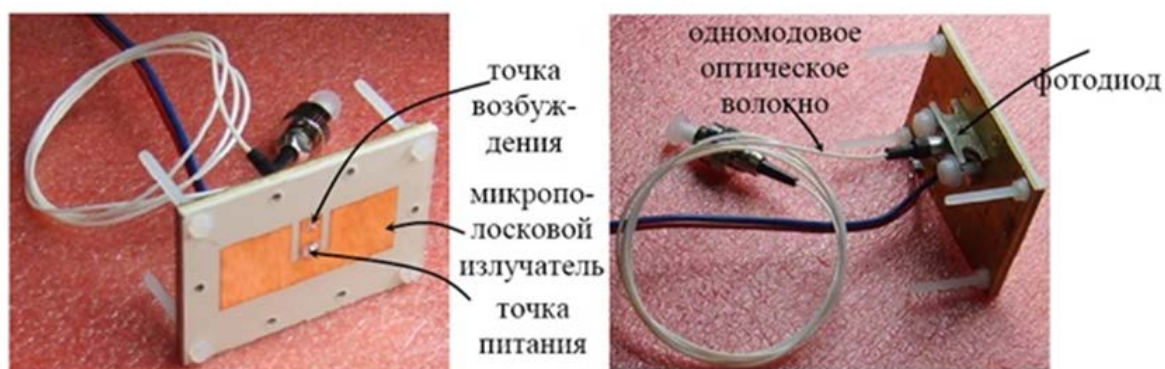 точка
возбуж-
дения
микропо-
лосковой
излучатель
точка
питания
одномодовое
оптическое
волокно
фотодиод